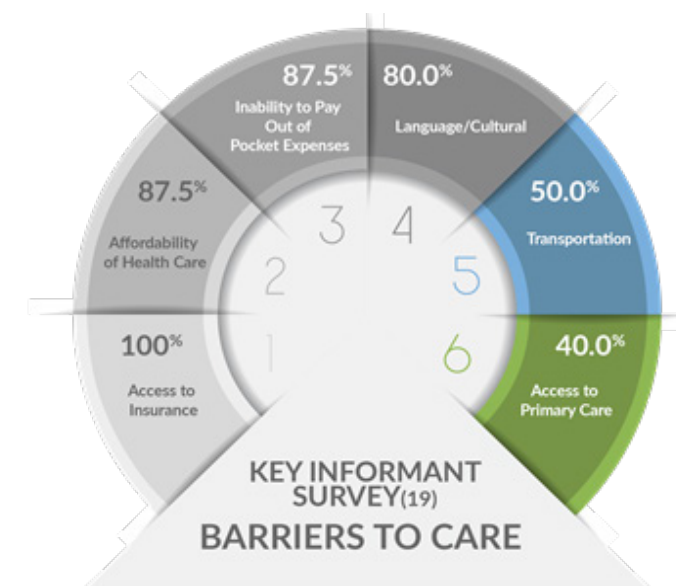 87.5%
Inability to Pay
Out of
Pocket Expenses
80.0%
Language/Cultural
87.5%
Affordability
of Health Care
50.0%
Transportation
100%
Access to
Insurance
40.0%
Access to
Primary Care
1
2
3
4
5
6
KEY INFORMANT
SURVEY(19)
BARRIERS TO CARE